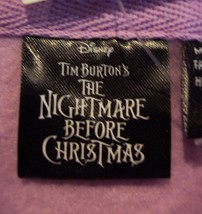 Disney
TIM BURTON'S
THE
NIGHTMARE
BEFORE
CHRISTMAS